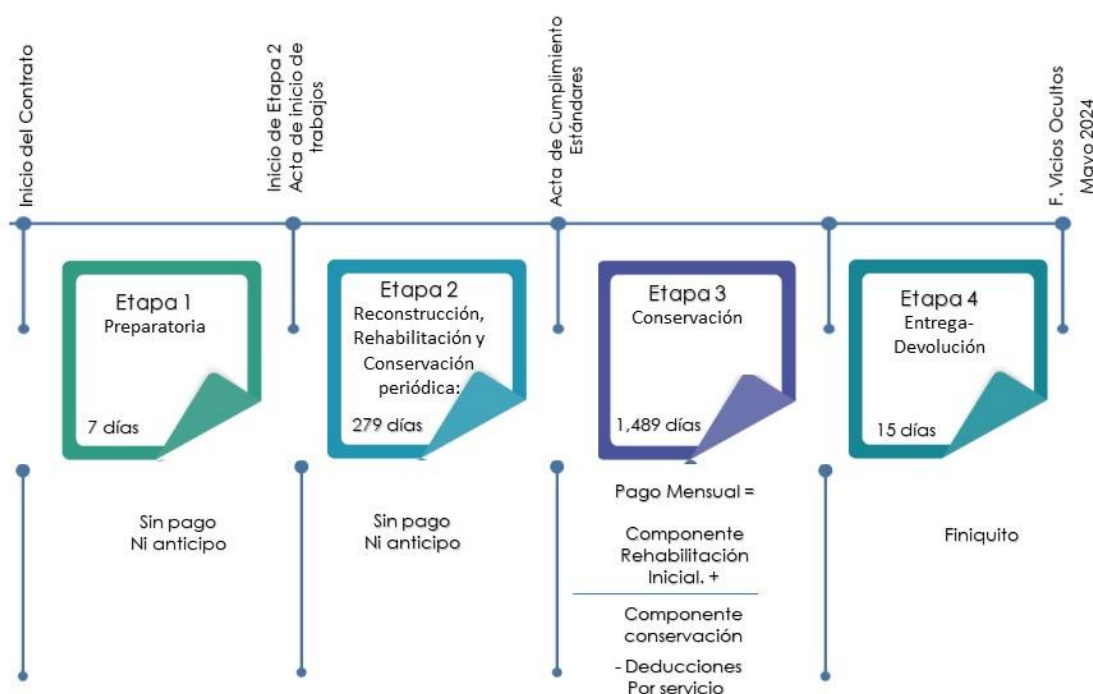 Inicio del Contrato
Inicio de Etapa 2
Acta de inicio de
trabajos
Acta de Cumplimiento
Estándares
F. Vicios Ocultos
Mayo 2024
Etapa 1
Preparatoria
7 días
Etapa 2
Reconstrucción,
Rehabilitación y
Conservación
periódica:
279 días
Etapa 3
Conservación
1,489 días
Etapa 4
Entrega-
Devolución
15 días
Sin pago
Ni anticipo
Sin pago
Ni anticipo
Pago Mensual =
Componente
Rehabilitación
Inicial. +
Componente
conservación
- Deducciones
Por servicio
Finiquito